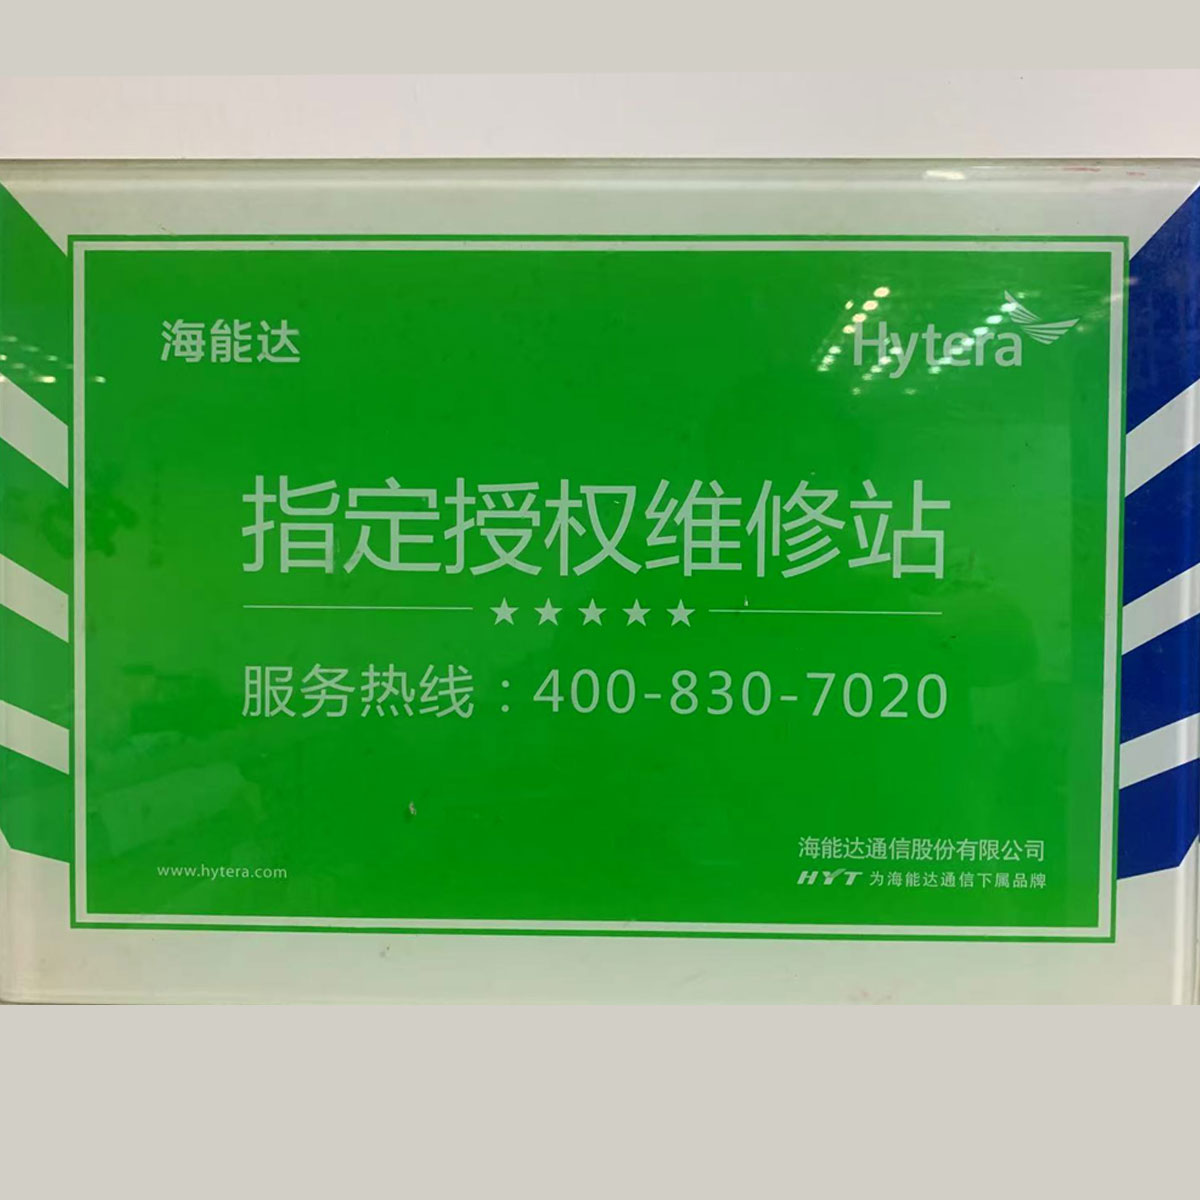 海能达
Hytera
指定授权维修站
★★★★★
服务热线：400-830-7020
www.hytera.com
海能达通信股份有限公司
HYT 为海能达通信下属品牌